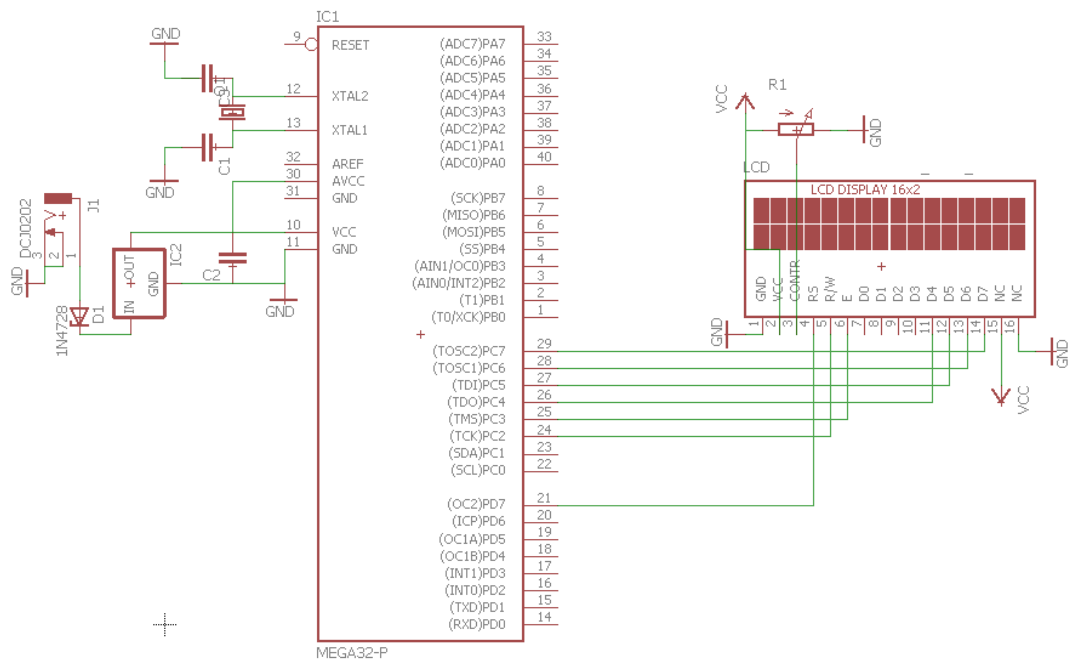 IC1
GND
9 RESET
12 XTAL2
13 XTAL1
C1
GND
32 AREF
30 AVCC
31 GND
10 VCC
11 GND
J1
DCJ0202
+
1
2
3
GND
1N4728
D1
IC2
OUT
GND
IN
C2
GND
(ADC7)PA7 33
(ADC6)PA6 34
(ADC5)PA5 35
(ADC4)PA4 36
(ADC3)PA3 37
(ADC2)PA2 38
(ADC1)PA1 39
(ADC0)PA0 40
(SCK)PB7 8
(MISO)PB6 7
(MOSI)PB5 6
(SS)PB4 5
(AIN1/OC0)PB3 4
(AIN0/INT2)PB2 3
(T1)PB1 2
(T0/XCK)PB0 1
(TOSC2)PC7 29
(TOSC1)PC6 28
(TDI)PC5 27
(TDO)PC4 26
(TMS)PC3 25
(TCK)PC2 24
(SDA)PC1 23
(SCL)PC0 22
(OC2)PD7 21
(ICP)PD6 20
(OC1A)PD5 19
(OC1B)PD4 18
(INT1)PD3 17
(INT0)PD2 16
(TXD)PD1 15
(RXD)PD0 14
MEGA32-P
VCC
R1
GND
LCD
LCD DISPLAY 16x2
GND VCC CONTR RS R/W E D0 D1 D2 D3 D4 D5 D6 D7 NC NC
1 2 3 4 5 6 7 8 9 10 11 12 13 14 15 16
GND
VCC
GND